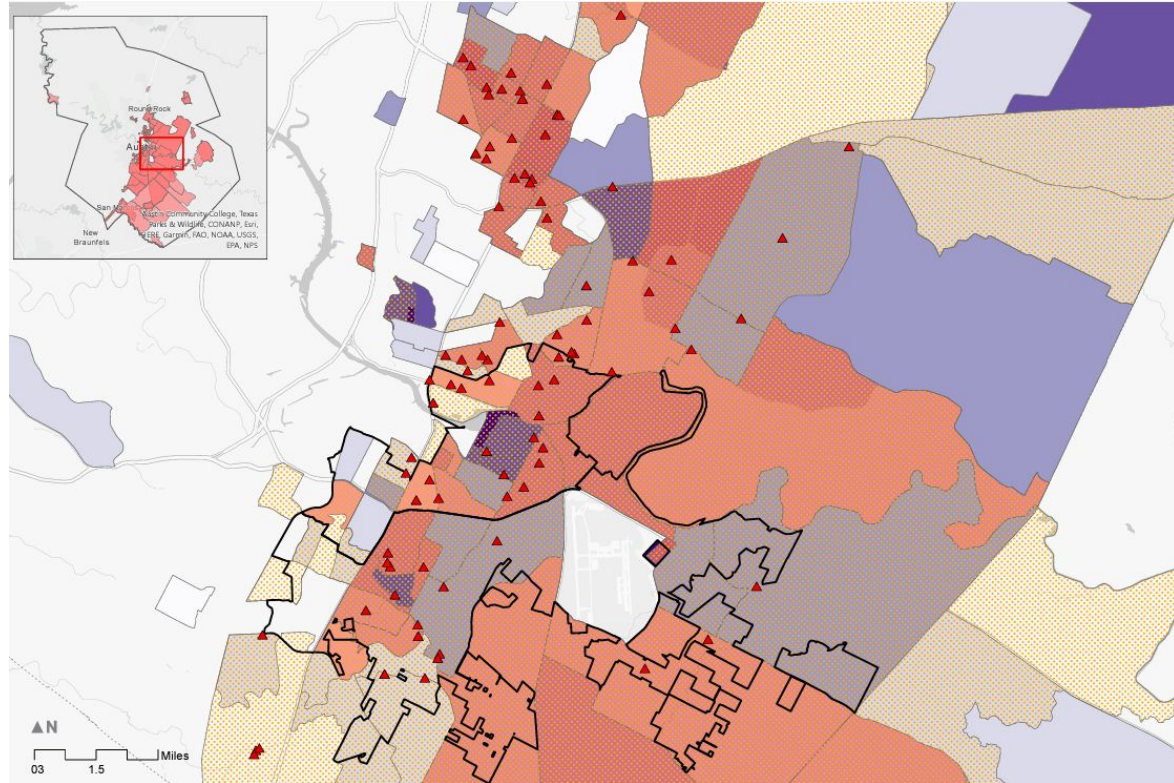 Round Rock
Austin
San M
Austin Community College, Texas
Parks & Wildlife, CONANP, Esri,
Garmin, FAO, NOAA, USGS,
EPA, NPS
New
Braunfels
N
Miles
03 1.5